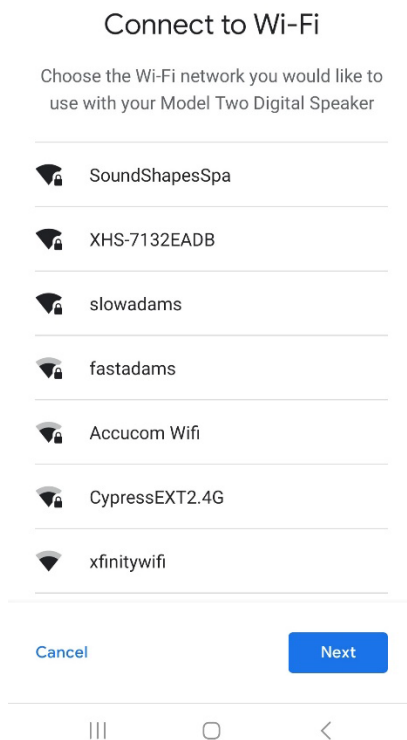 Connect to Wi-Fi
Choose the Wi-Fi network you would like to
use with your Model Two Digital Speaker
SoundShapesSpa
XHS-7132EADB
slowadams
fastadams
Accucom Wifi
CypressEXT2.4G
xfinitywifi
Cancel Next